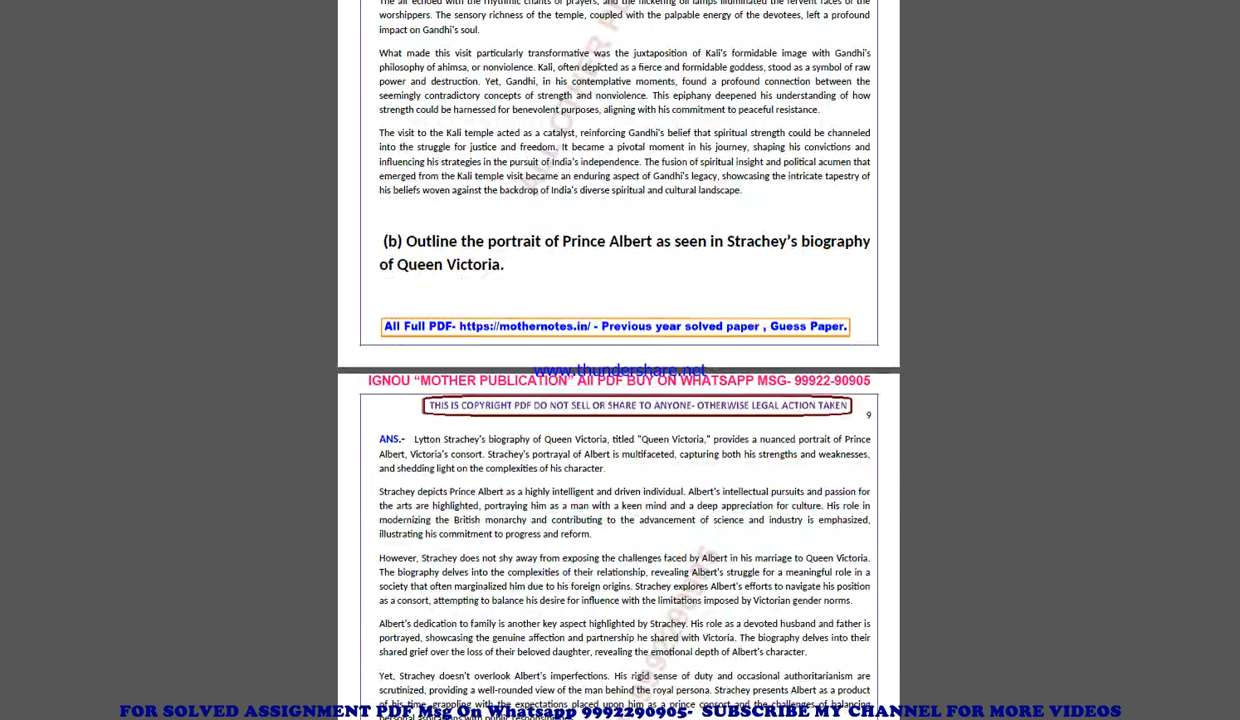 The air echoed with the rhythmic chants of prayers, and the flickering oil lamps illuminated the fervent faces of the
worshippers. The sensory richness of the temple, coupled with the palpable energy of the devotees, left a profound
impact on Gandhi's soul.
What made this visit particularly transformative was the juxtaposition of Kali's formidable image with Gandhi's
philosophy of ahimsa, or nonviolence. Kali, often depicted as a fierce and formidable goddess, stood as a symbol of raw
power and destruction. Yet, Gandhi, in his contemplative moments, found a profound connection between the
seemingly contradictory concepts of strength and nonviolence. This epiphany deepened his understanding of how
strength could be harnessed for benevolent purposes, aligning with his commitment to peaceful resistance.
The visit to the Kali temple acted as a catalyst, reinforcing Gandhi's belief that spiritual strength could be channeled
into the struggle for justice and freedom. It became a pivotal moment in his journey, shaping his convictions and
influencing his strategies in the pursuit of India's independence. The fusion of spiritual insight and political acumen that
emerged from the Kali temple visit became an enduring aspect of Gandhi's legacy, showcasing the intricate tapestry of
his beliefs woven against the backdrop of India's diverse spiritual and cultural landscape.
(b) Outline the portrait of Prince Albert as seen in Strachey's biography
of Queen Victoria.
All Full PDF- https://mothernotes.in/ - Previous year solved paper , Guess Paper.
www.thundershare.net
IGNOU "MOTHER PUBLICATION" All PDF BUY ON WHATSAPP MSG- 99922-90905
THIS IS COPYRIGHT PDF DO NOT SELL OR SHARE TO ANYONE- OTHERWISE LEGAL ACTION TAKEN
9
ANS.- Lytton Strachey's biography of Queen Victoria, titled "Queen Victoria," provides a nuanced portrait of Prince
Albert, Victoria's consort. Strachey's portrayal of Albert is multifaceted, capturing both his strengths and weaknesses,
and shedding light on the complexities of his character.
Strachey depicts Prince Albert as a highly intelligent and driven individual. Albert's intellectual pursuits and passion for
the arts are highlighted, portraying him as a man with a keen mind and a deep appreciation for culture. His role in
modernizing the British monarchy and contributing to the advancement of science and industry is emphasized,
illustrating his commitment to progress and reform.
However, Strachey does not shy away from exposing the challenges faced by Albert in his marriage to Queen Victoria.
The biography delves into the complexities of their relationship, revealing Albert's struggle for a meaningful role in a
society that often marginalized him due to his foreign origins. Strachey explores Albert's efforts to navigate his position
as a consort, attempting to balance his desire for influence with the limitations imposed by Victorian gender norms.
Albert's dedication to family is another key aspect highlighted by Strachey. His role as a devoted husband and father is
portrayed, showcasing the genuine affection and partnership he shared with Victoria. The biography delves into their
shared grief over the loss of their beloved daughter, revealing the emotional depth of Albert's character.
Yet, Strachey doesn't overlook Albert's imperfections. His rigid sense of duty and occasional authoritarianism are
scrutinized, providing a well-rounded view of the man behind the royal persona. Strachey presents Albert as a product
of his time, grappling with the expectations placed upon him as a prince consort and the challenges of balancing
FOR SOLVED ASSIGNMENT PDF Msg On Whatsapp 9992290905- SUBSCRIBE MY CHANNEL FOR MORE VIDEOS